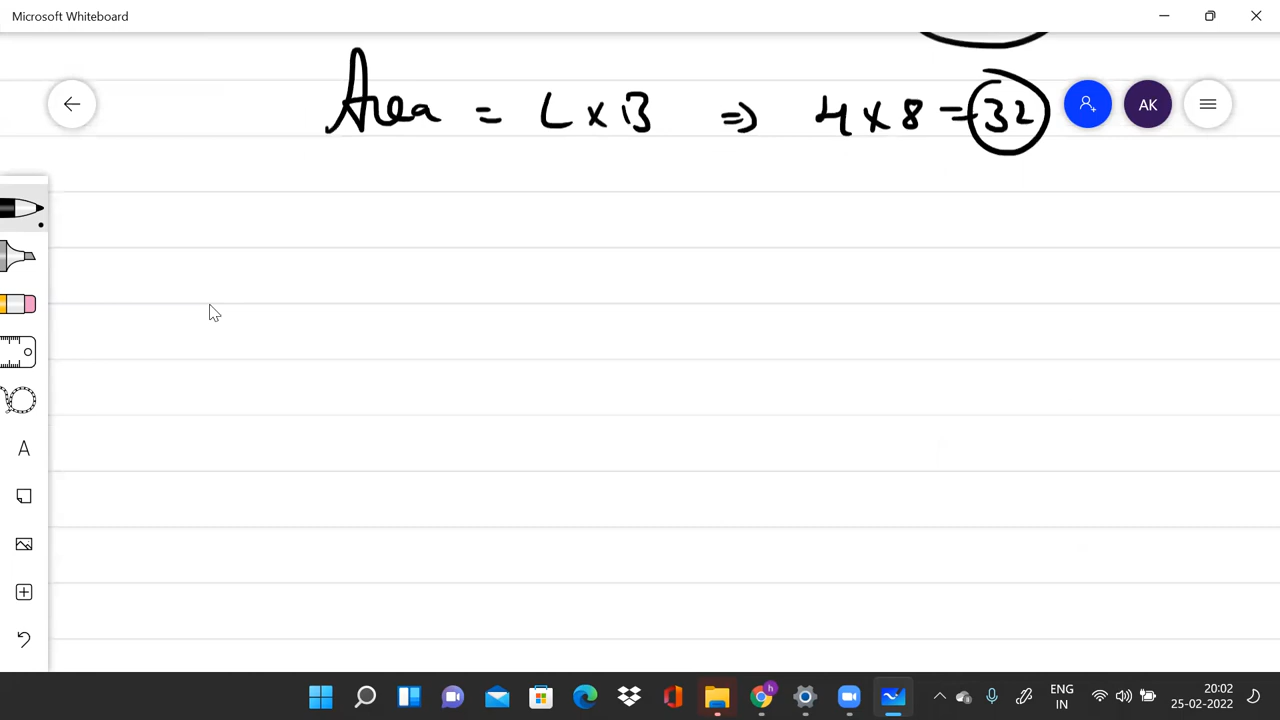 Microsoft Whiteboard
Area = L x B => 4 x 8 = 32
AK
A
h
ENG
IN
20:02
25-02-2022